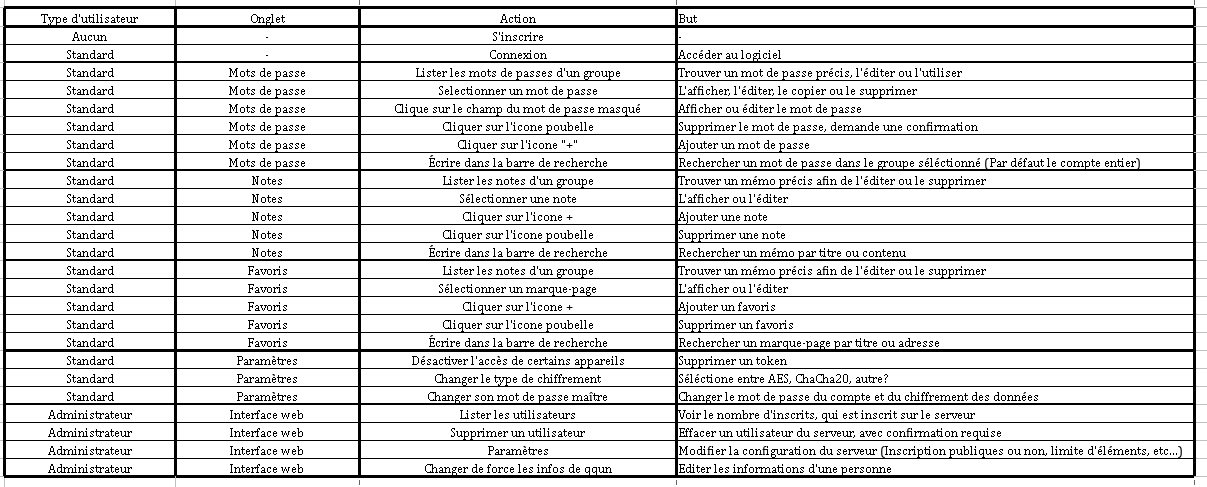 Type d'utilisateur Onglet Action But
Aucun - S'inscrire -
Standard - Connexion Accéder au logiciel
Standard Mots de passe Lister les mots de passes d'un groupe Trouver un mot de passe précis, l'éditer ou l'utiliser
Standard Mots de passe Selectionner un mot de passe L'afficher, l'éditer, le copier ou le supprimer
Standard Mots de passe Clique sur le champ du mot de passe masqué Afficher ou éditer le mot de passe
Standard Mots de passe Cliquer sur l'icone poubelle Supprimer le mot de passe, demande une confirmation
Standard Mots de passe Cliquer sur l'icone "+" Ajouter un mot de passe
Standard Mots de passe Écrire dans la barre de recherche Rechercher un mot de passe dans le groupe séléctionné (Par défaut le compte entier)
Standard Notes Lister les notes d'un groupe Trouver un mémo précis afin de l'éditer ou le supprimer
Standard Notes Sélectionner une note L'afficher ou l'éditer
Standard Notes Cliquer sur l'icone + Ajouter une note
Standard Notes Cliquer sur l'icone poubelle Supprimer une note
Standard Notes Écrire dans la barre de recherche Rechercher un mémo par titre ou contenu
Standard Favoris Lister les notes d'un groupe Trouver un mémo précis afin de l'éditer ou le supprimer
Standard Favoris Sélectionner un marque-page L'afficher ou l'éditer
Standard Favoris Cliquer sur l'icone + Ajouter un favoris
Standard Favoris Cliquer sur l'icone poubelle Supprimer un favoris
Standard Favoris Écrire dans la barre de recherche Rechercher un marque-page par titre ou adresse
Standard Paramètres Désactiver l'accès de certains appareils Supprimer un token
Standard Paramètres Changer le type de chiffrement Séléctione entre AES, ChaCha20, autre?
Standard Paramètres Changer son mot de passe maître Changer le mot de passe du compte et du chiffrement des données
Administrateur Interface web Lister les utilisateurs Voir le nombre d'inscrits, qui est inscrit sur le serveur
Administrateur Interface web Supprimer un utilisateur Effacer un utilisateur du serveur, avec confirmation requise
Administrateur Interface web Paramètres Modifier la configuration du serveur (Inscription publiques ou non, limite d'éléments, etc...)
Administrateur Interface web Changer de force les infos de qqun Editer les informations d'une personne